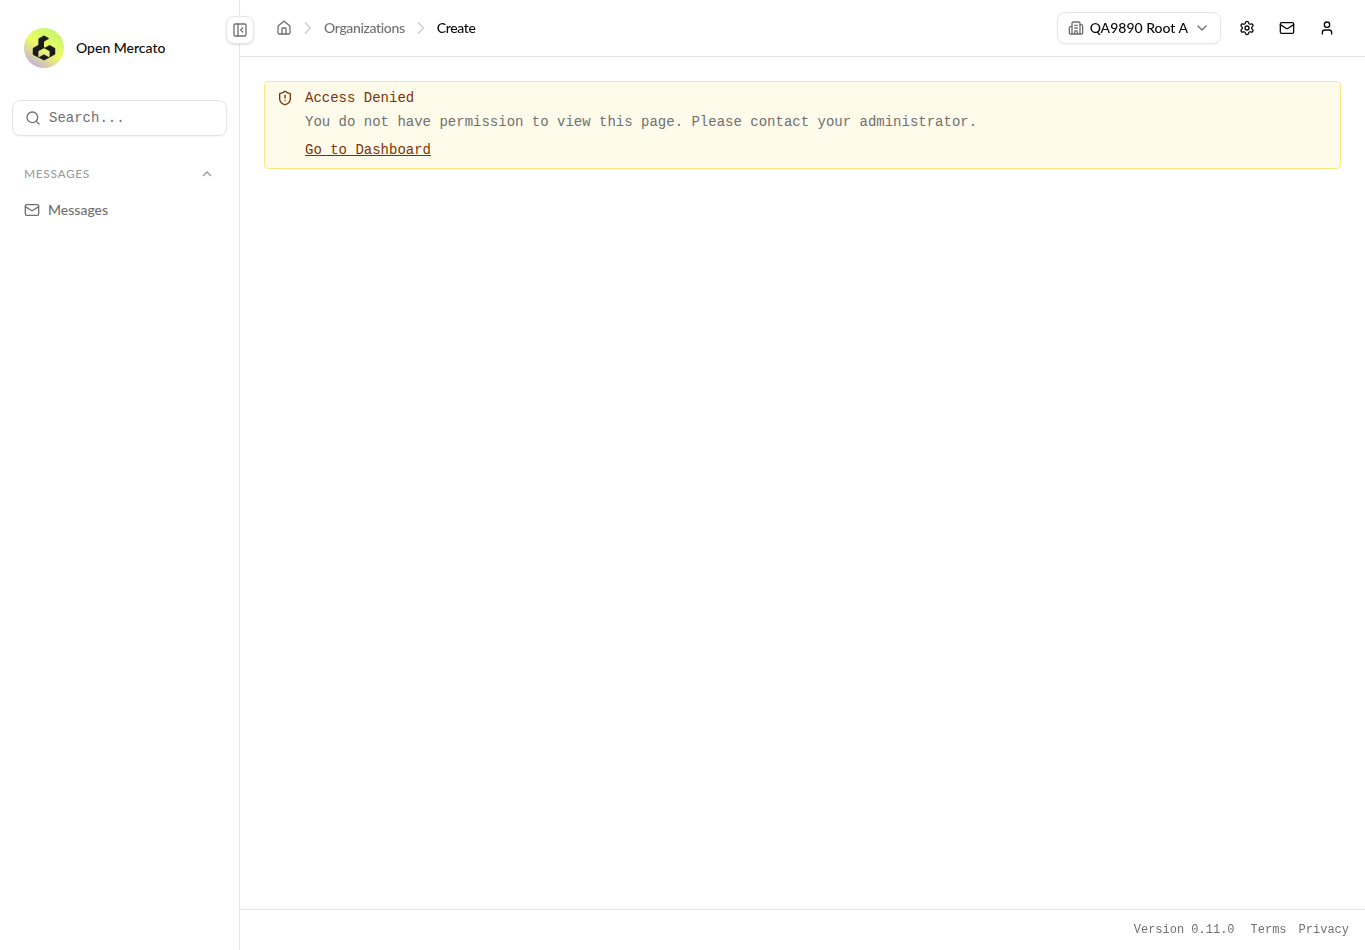 Open Mercato
Organizations
Create
QA9890 Root A
Search...
MESSAGES
Messages
Access Denied
You do not have permission to view this page. Please contact your administrator.
Go to Dashboard
Version 0.11.0
Terms
Privacy